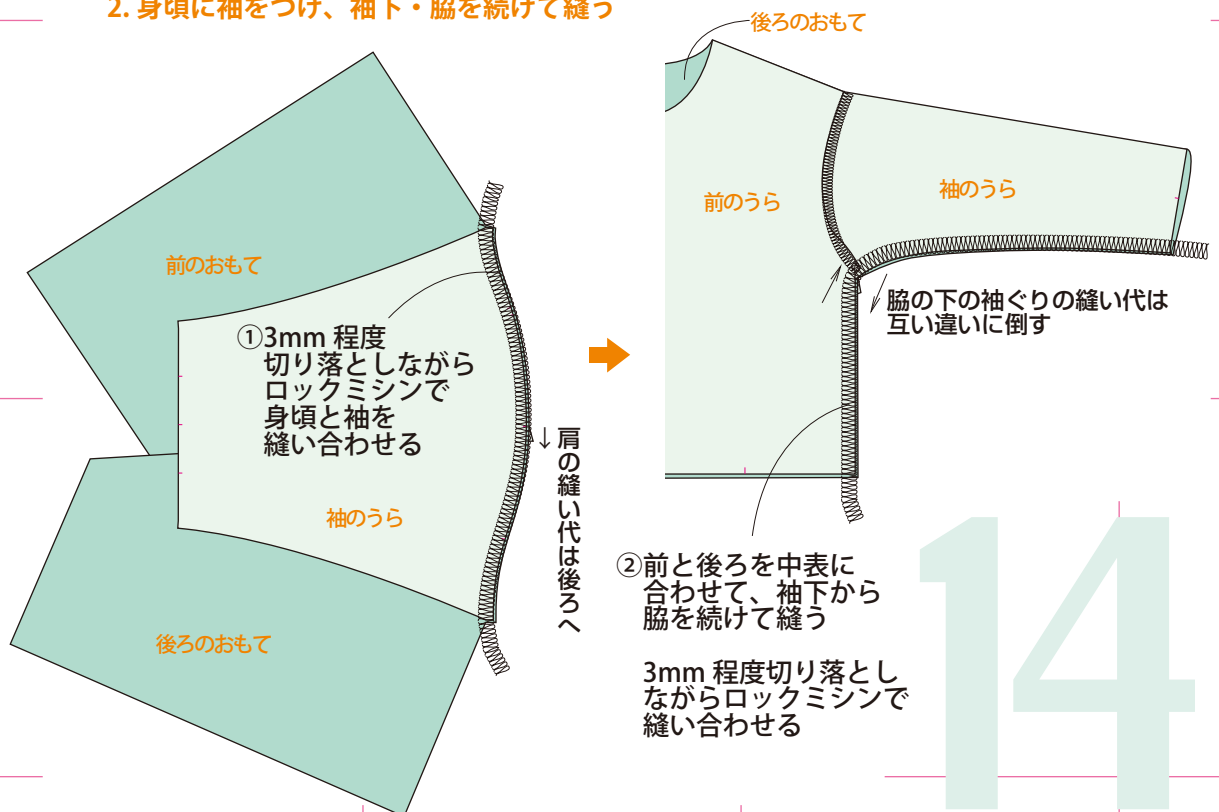 2. 身頃に袖をつけ、袖下・脇を続けて縫う
前のおもて
①3mm 程度
切り落としながら
ロックミシンで
身頃と袖を
縫い合わせる
袖のうら
後ろのおもて
↓肩の縫い代は後ろへ
後ろのおもて
前のうら
袖のうら
脇の下の袖ぐりの縫い代は
互い違いに倒す
②前と後ろを中表に
合わせて、袖下から
脇を続けて縫う
3mm 程度切り落とし
ながらロックミシンで
縫い合わせる
14